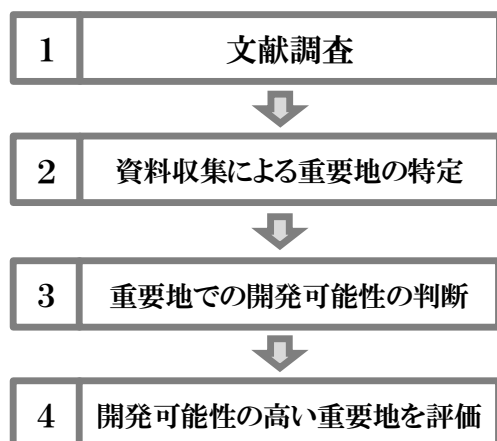 1 文献調査
2 資料収集による重要地の特定
3 重要地での開発可能性の判断
4 開発可能性の高い重要地を評価